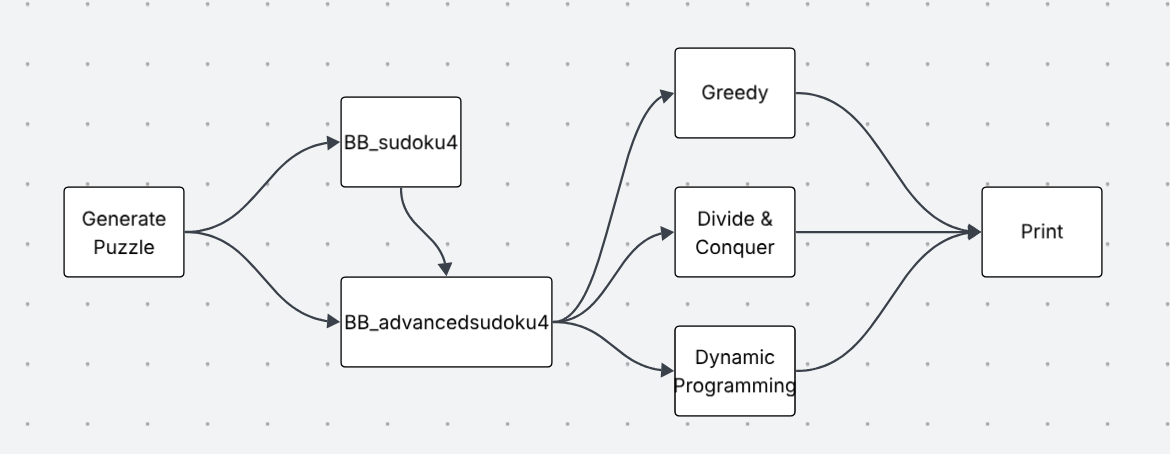 Generate
Puzzle
BB_sudoku4
BB_advancedsudoku4
Greedy
Divide &
Conquer
Dynamic
Programming
Print